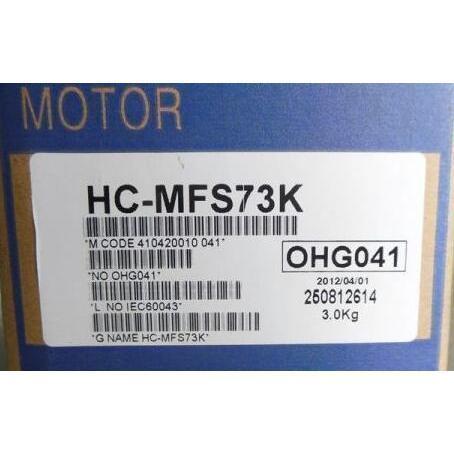 MOTOR
HC-MFS73K
*M CODE 410420010 041*
*NO OHG041*
*L NO IEC60043*
*G NAME HC-MFS73K*
OHG041
2012/04/01
250812614
3.0Kg